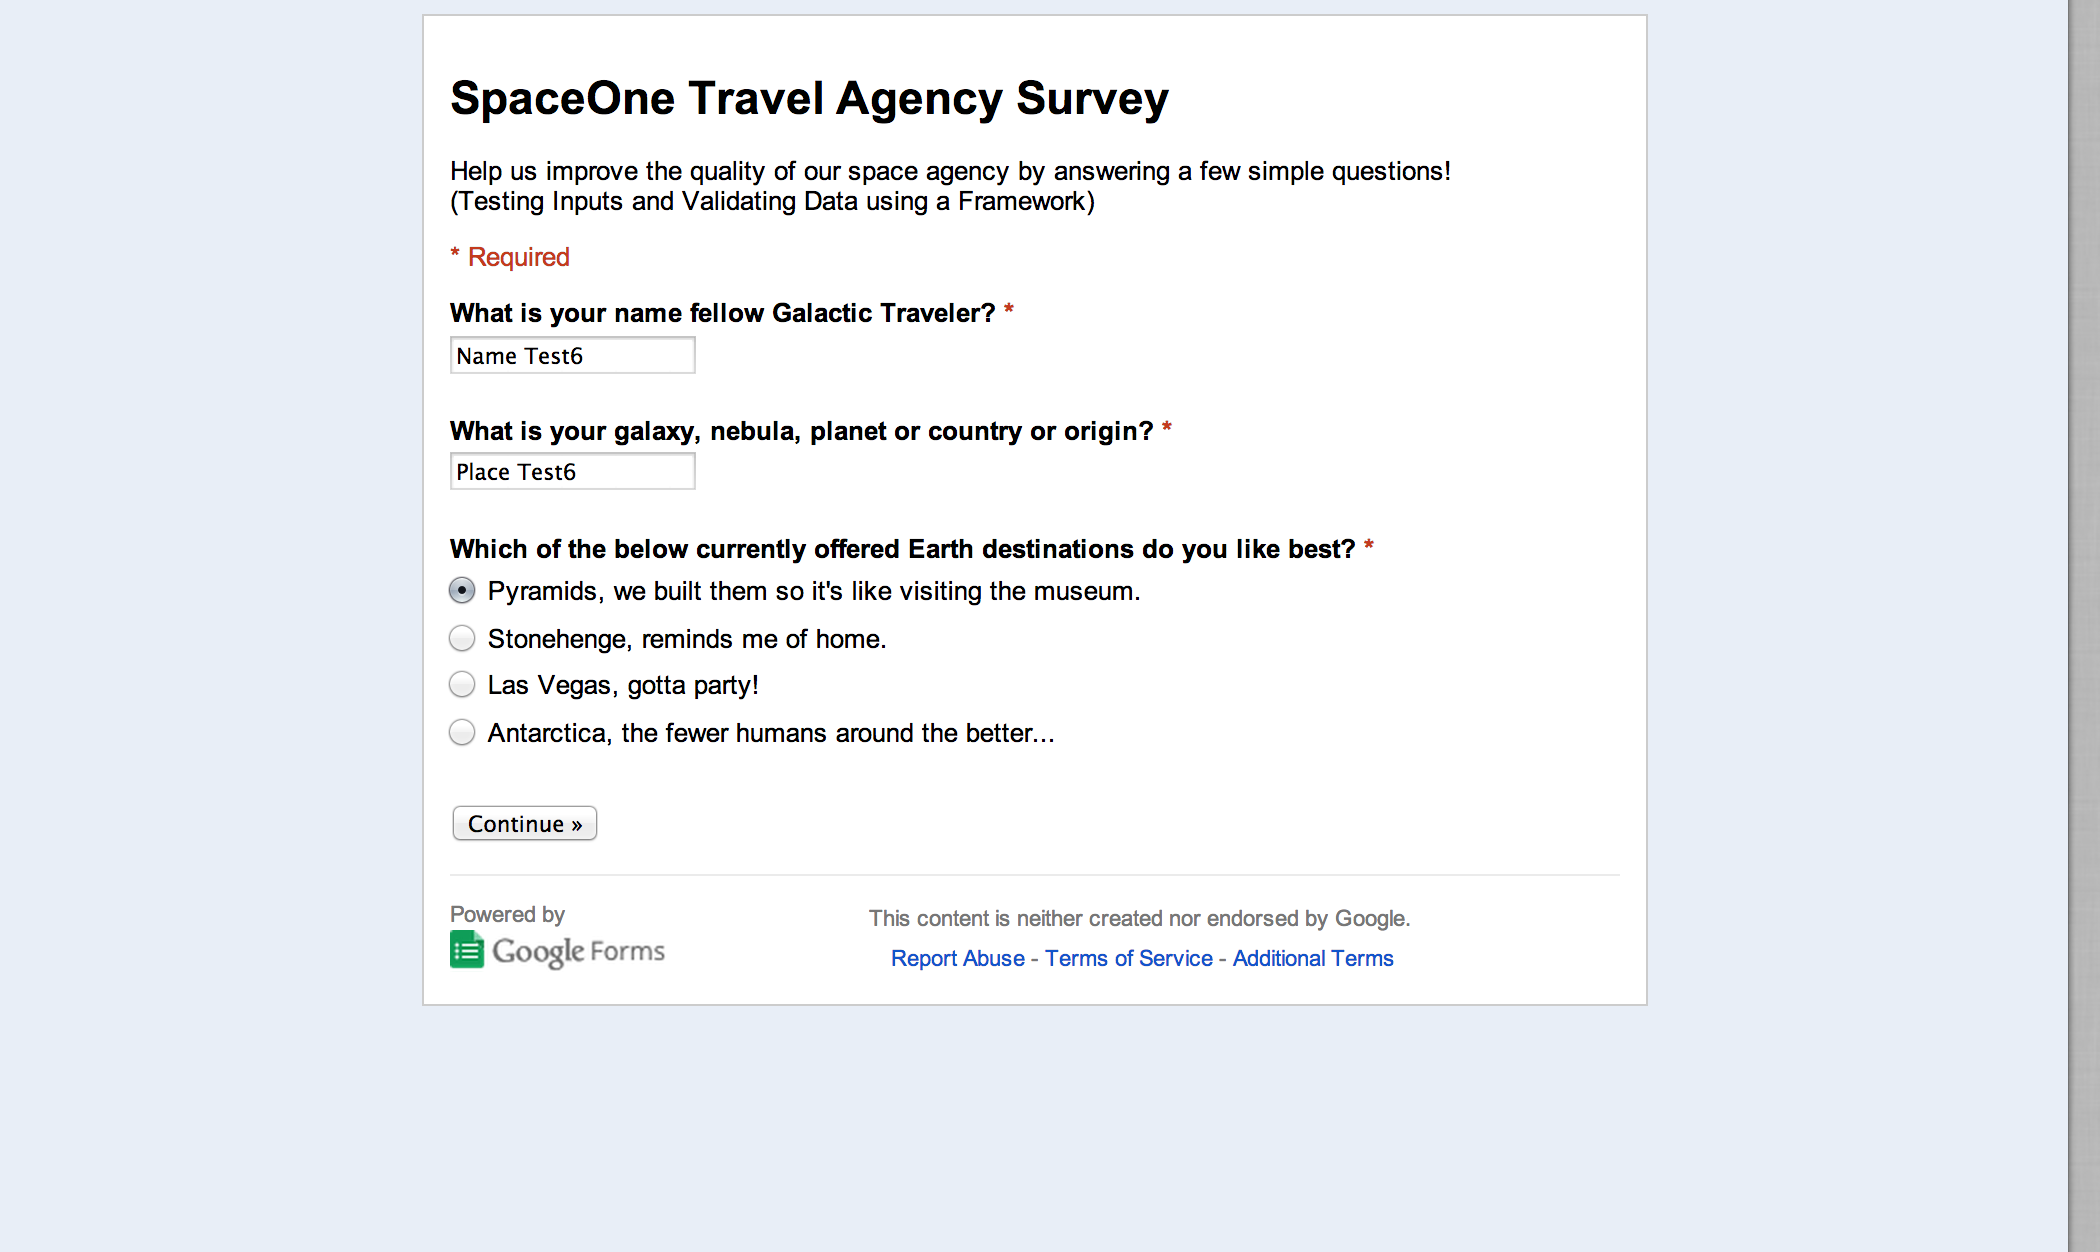 SpaceOne Travel Agency Survey
Help us improve the quality of our space agency by answering a few simple questions!
(Testing Inputs and Validating Data using a Framework)
* Required
What is your name fellow Galactic Traveler? *
Name Test6
What is your galaxy, nebula, planet or country or origin? *
Place Test6
Which of the below currently offered Earth destinations do you like best? *
Pyramids, we built them so it's like visiting the museum.
Stonehenge, reminds me of home.
Las Vegas, gotta party!
Antarctica, the fewer humans around the better...
Continue »
Powered by
Google Forms
This content is neither created nor endorsed by Google.
Report Abuse - Terms of Service - Additional Terms